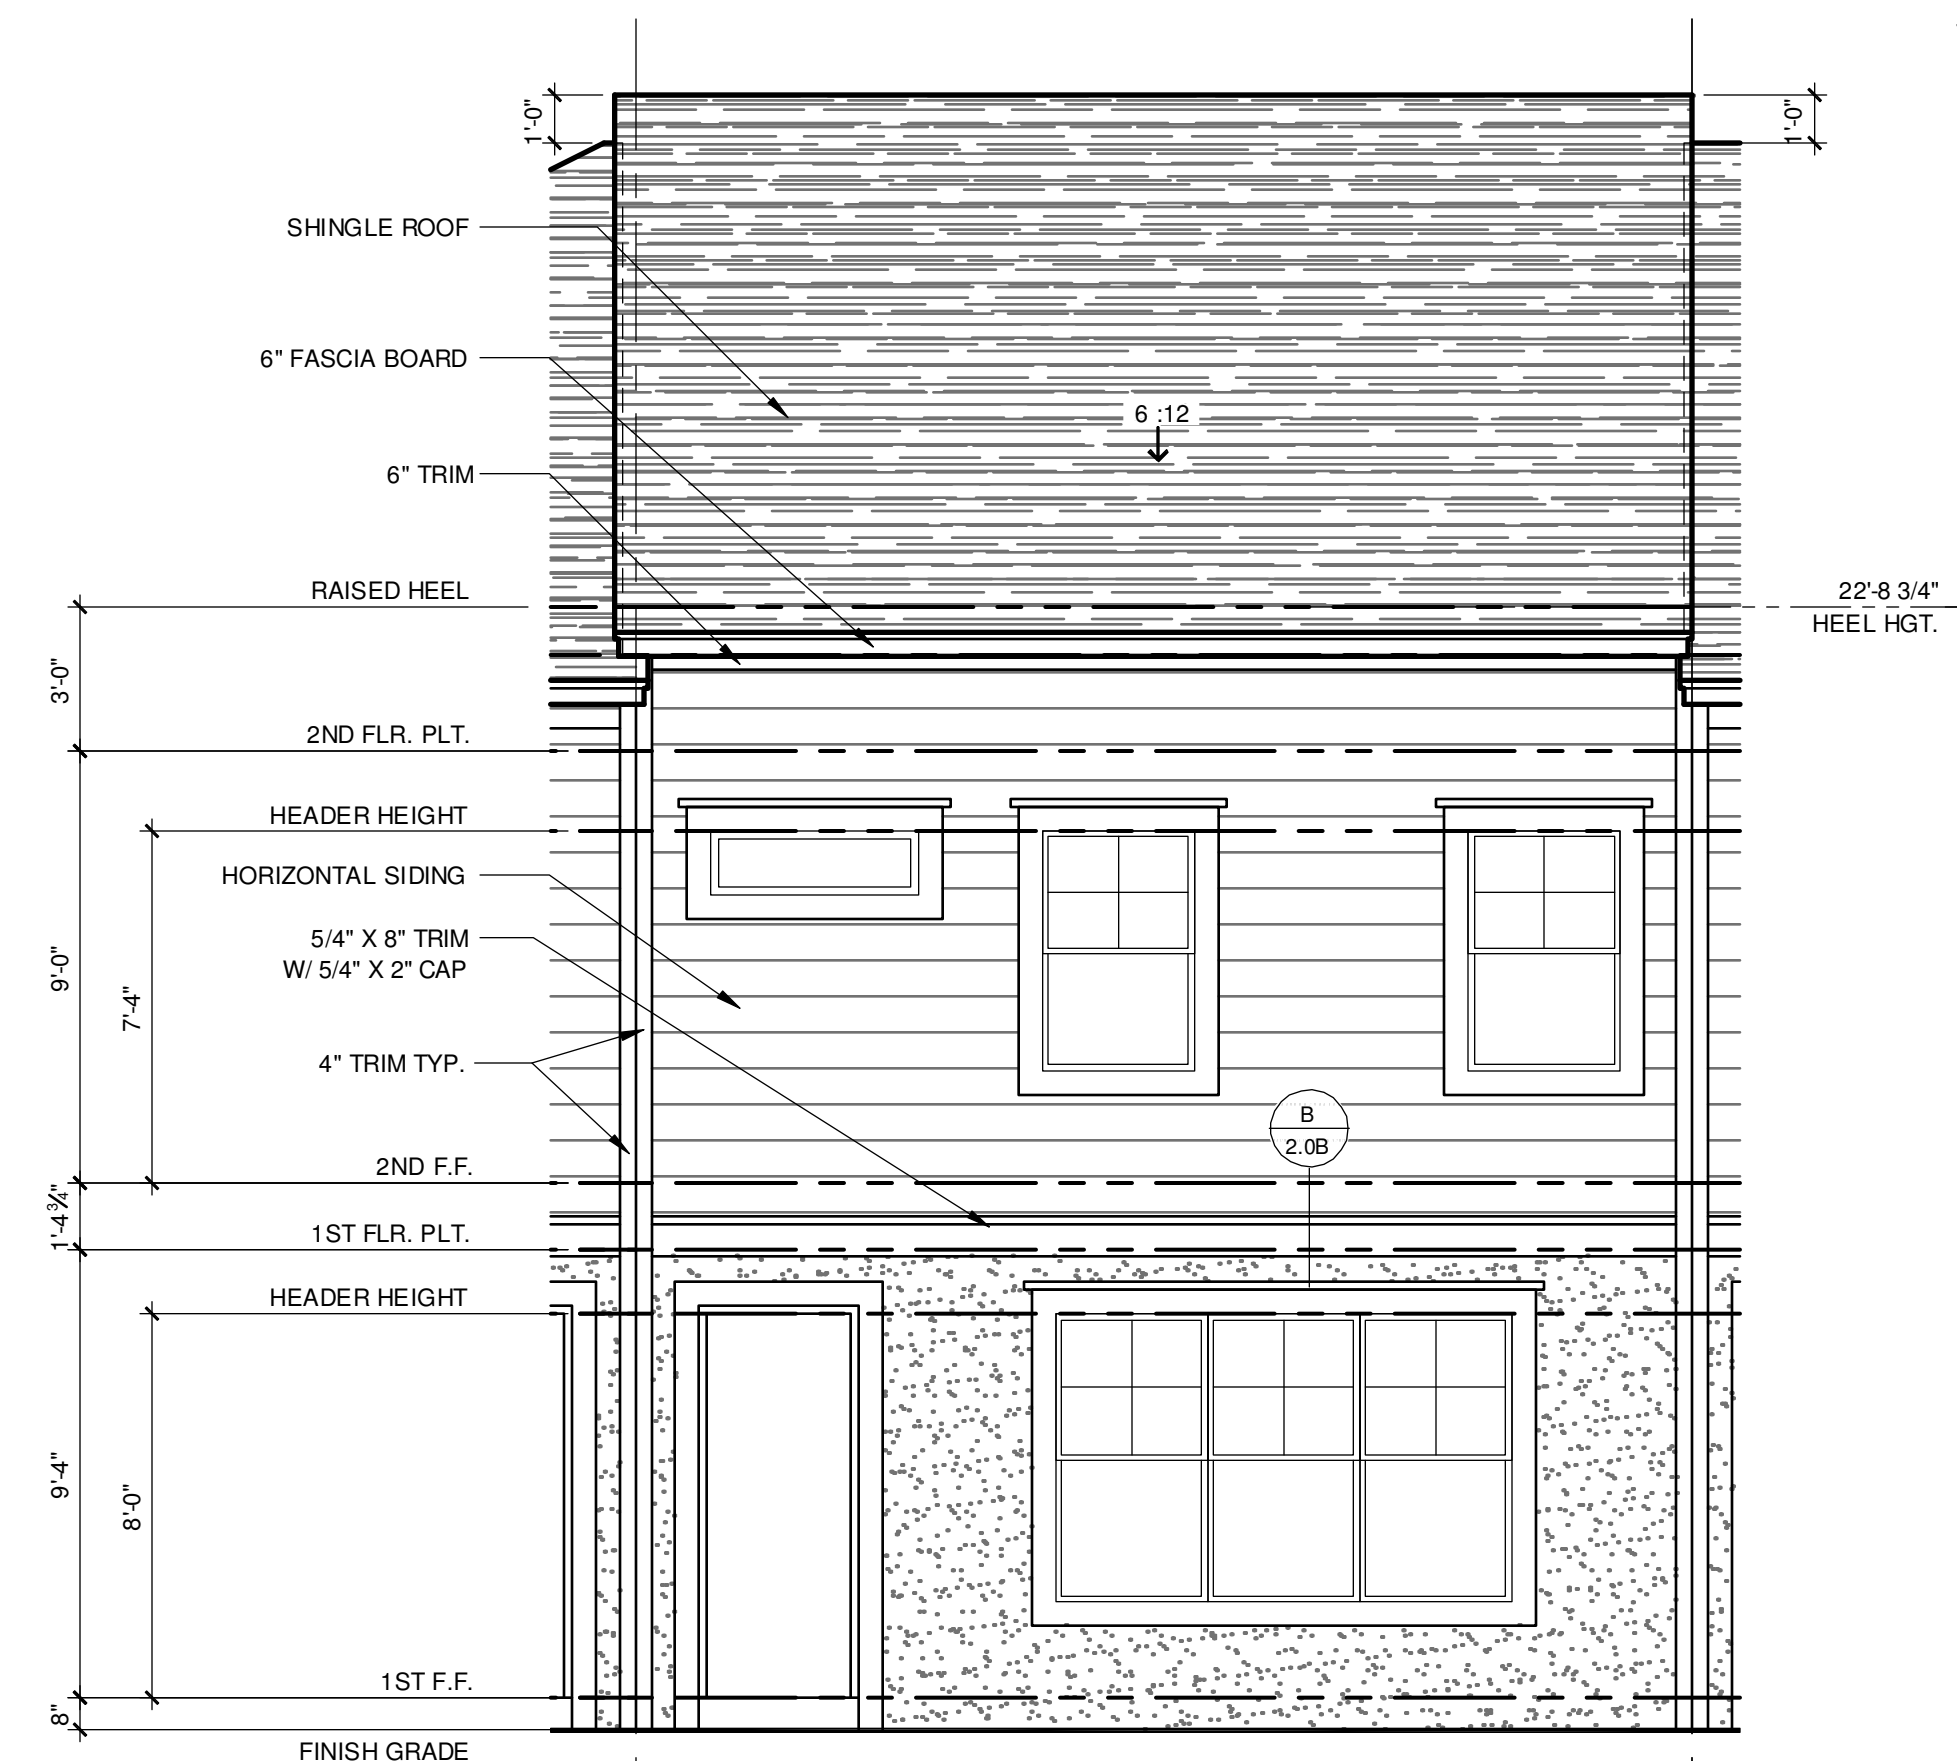 1'-0"
1'-0"
SHINGLE ROOF
6" FASCIA BOARD
6 :12
6" TRIM
RAISED HEEL
22'-8 3/4"
HEEL HGT.
3'-0"
2ND FLR. PLT.
HEADER HEIGHT
HORIZONTAL SIDING
5/4" X 8" TRIM
W/ 5/4" X 2" CAP
9'-0"
7'-4"
4" TRIM TYP.
B
2.0B
2ND F.F.
1'-4¾"
1ST FLR. PLT.
HEADER HEIGHT
9'-4"
8'-0"
1ST F.F.
8"
FINISH GRADE